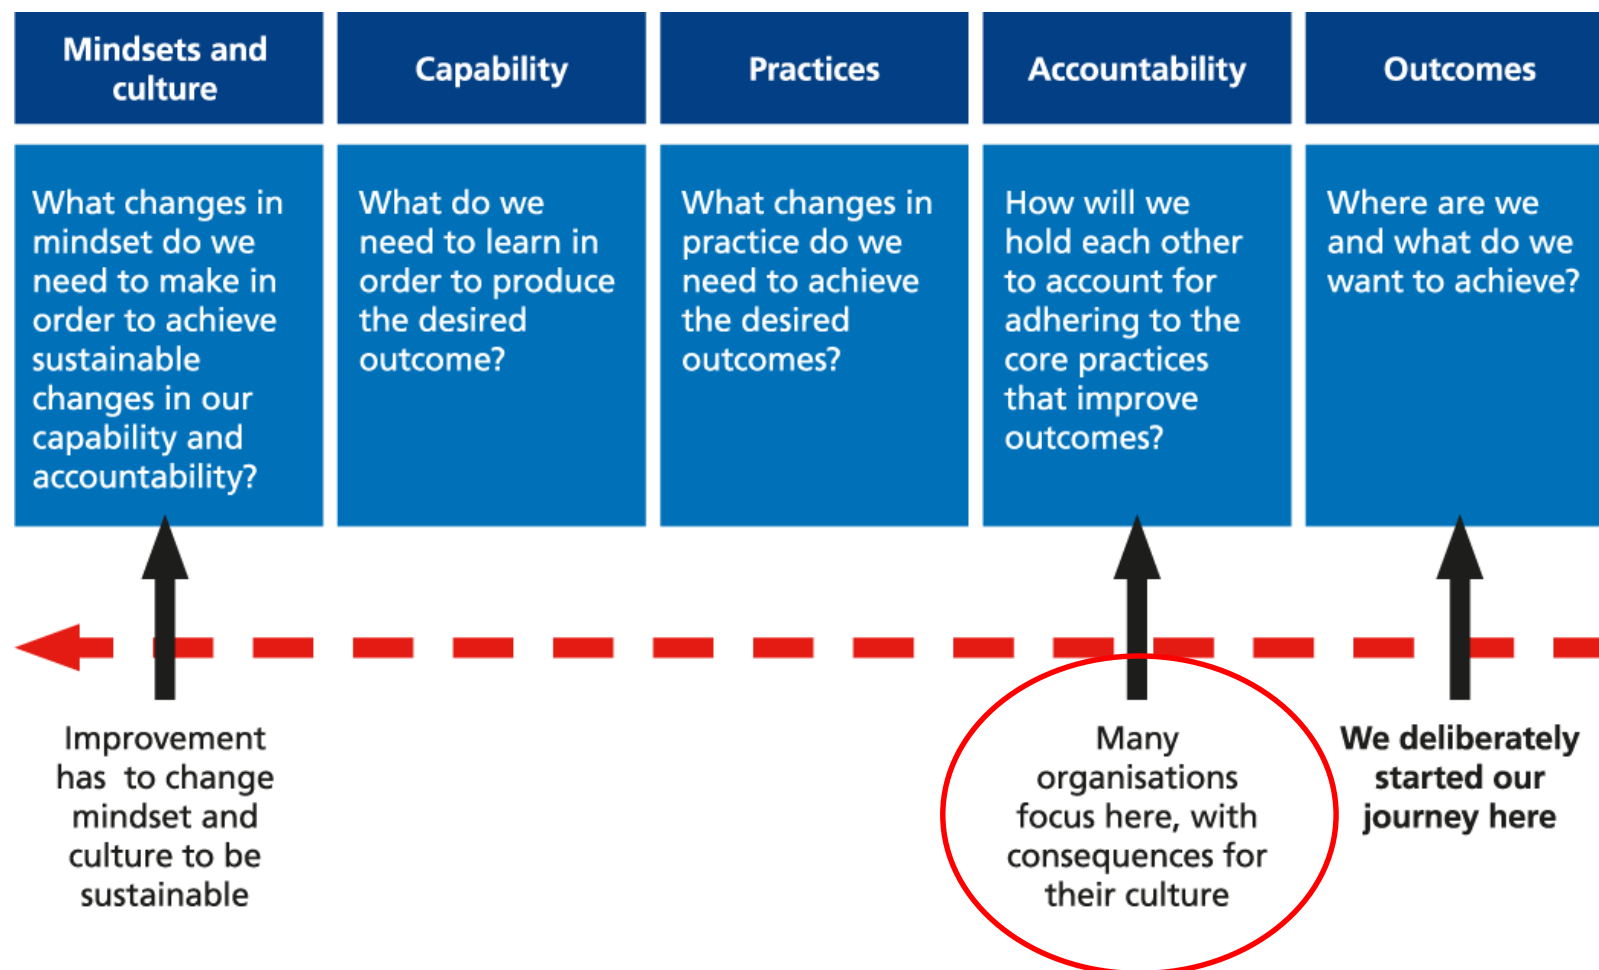 Mindsets and
culture
Capability
Practices
Accountability
Outcomes
What changes in
mindset do we
need to make in
order to achieve
sustainable
changes in our
capability and
accountability?
What do we
need to learn in
order to produce
the desired
outcome?
What changes in
practice do we
need to achieve
the desired
outcomes?
How will we
hold each other
to account for
adhering to the
core practices
that improve
outcomes?
Where are we
and what do we
want to achieve?
Improvement
has  to change
mindset and
culture to be
sustainable
Many
organisations
focus here, with
consequences for
their culture
We deliberately
started our
journey here